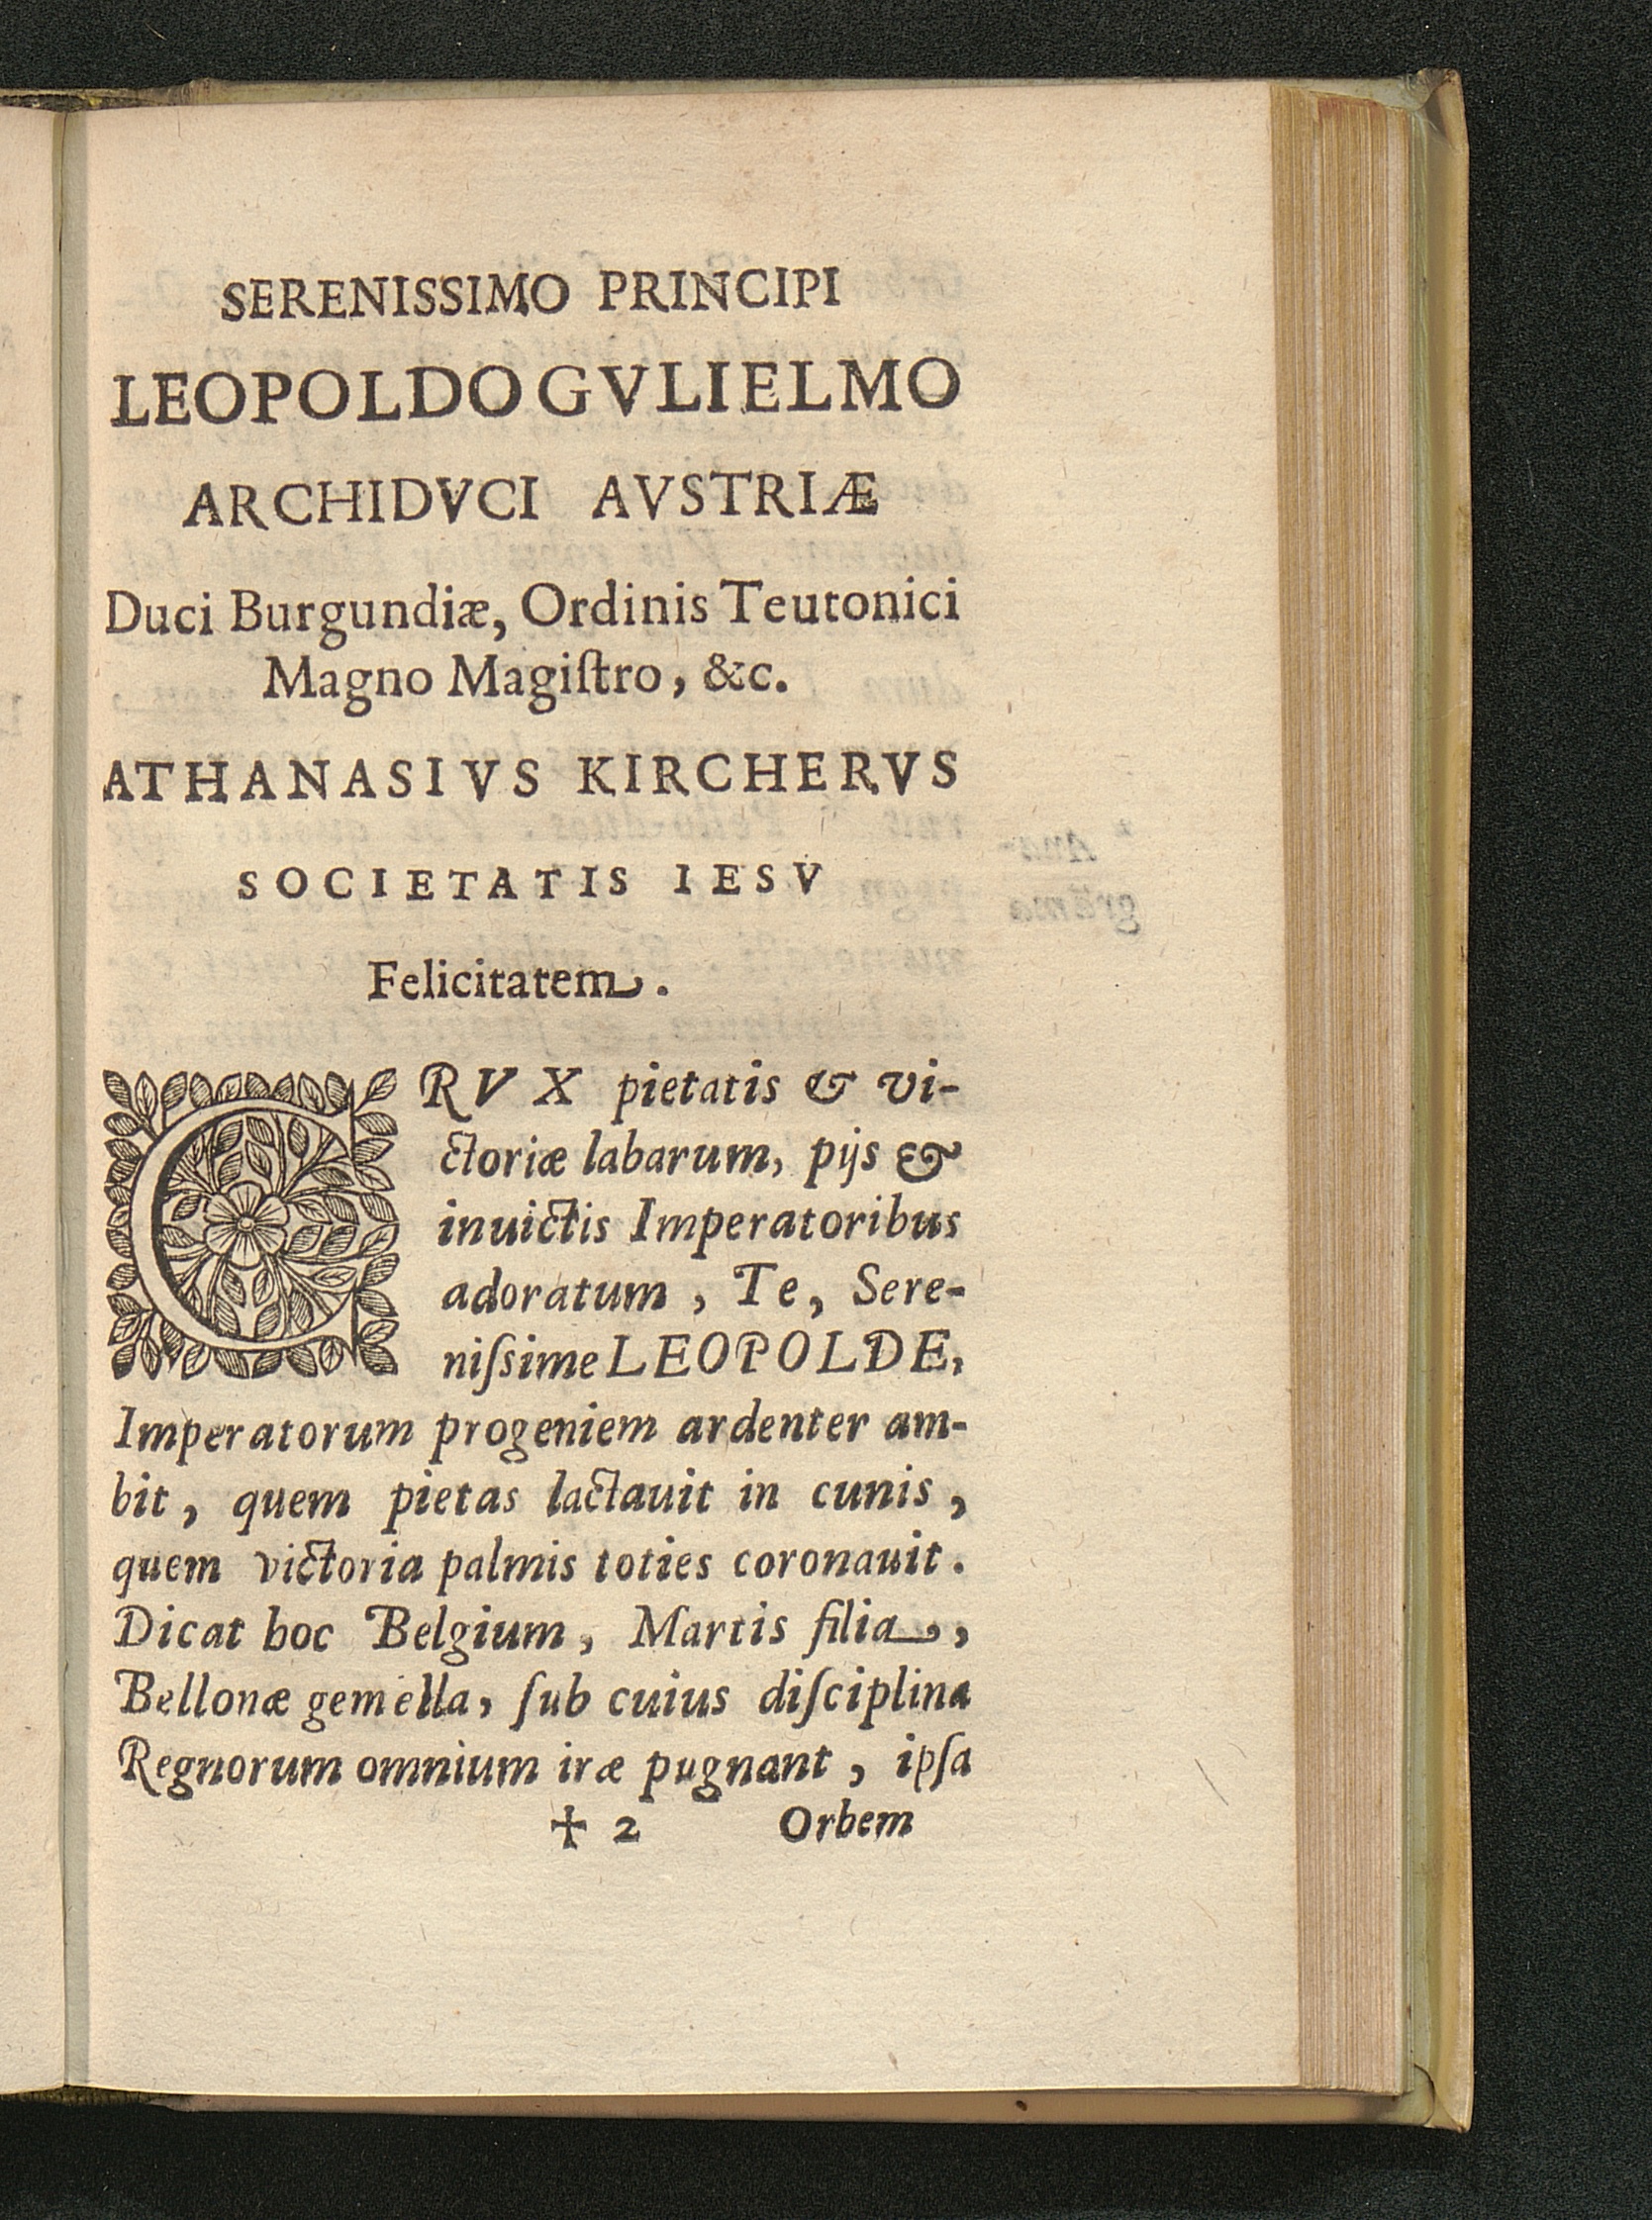 SERENISSIMO PRINCIPI
LEOPOLDO GVLIELMO
ARCHIDVCI AVSTRIÆ
Duci Burgundiæ, Ordinis Teutonici
Magno Magiſtro, &c.
ATHANASIVS KIRCHERVS
SOCIETATIS IESV
Felicitatem.
CRVX pietatis & vi-
ctoriæ labarum, pijs &
inuictis Imperatoribus
adoratum, Te, Sere-
niſsime LEOPOLDE,
Imperatorum progeniem ardenter am-
bit, quem pietas lactauit in cunis,
quem victoria palmis toties coronauit.
Dicat hoc Belgium, Martis filia,
Bellonæ gemella, ſub cuius diſciplina
Regnorum omnium iræ pugnant, ipſa
✢ 2 Orbem